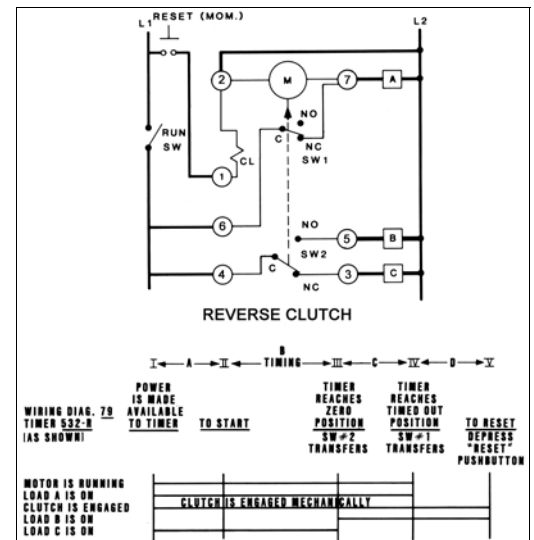 RESET (MOM.)
L1
L2
2
M
7
A
NO
C
NC
SW1
RUN
SW
CL
1
6
NO
5
B
SW2
C
4
3
C
NC
REVERSE CLUTCH
B
I A II TIMING III C IV D V
WIRING DIAG. 79
TIMER 532-R
(AS SHOWN)
POWER
IS MADE
AVAILABLE
TO TIMER
TO START
TIMER
REACHES
ZERO
POSITION
SW#2
TRANSFERS
TIMER
REACHES
TIMED OUT
POSITION
SW#1
TRANSFERS
TO RESET
DEPRESS
"RESET"
PUSHBUTTON
MOTOR IS RUNNING
LOAD A IS ON
CLUTCH IS ENGAGED
CLUTCH IS ENGAGED MECHANICALLY
LOAD B IS ON
LOAD C IS ON